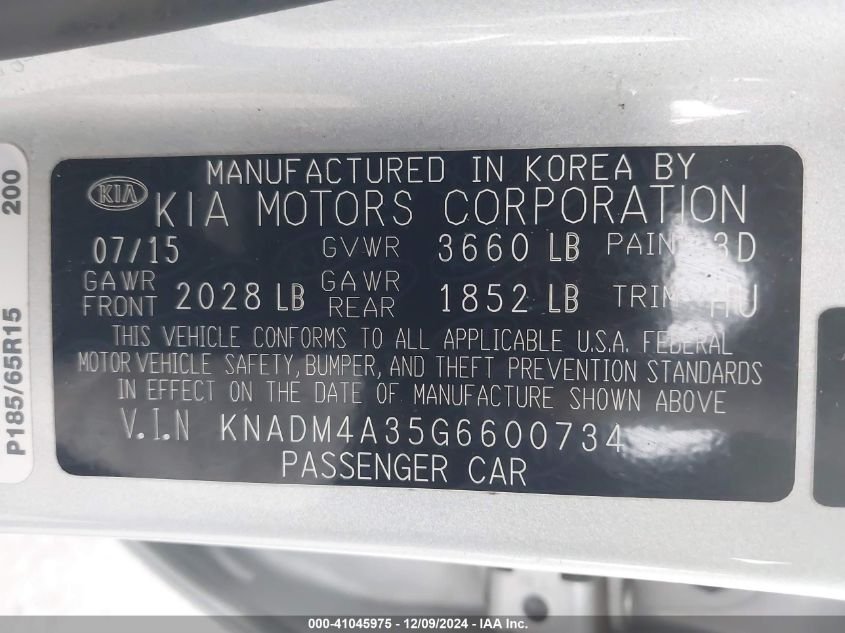 MANUFACTURED IN KOREA BY
KIA
KIA MOTORS CORPORATION
07/15 GVWR 3660 LB PAINT 3D
GAWR FRONT 2028 LB GAWR REAR 1852 LB TRIM HU
THIS VEHICLE CONFORMS TO ALL APPLICABLE U.S.A. FEDERAL
MOTOR VEHICLE SAFETY, BUMPER, AND THEFT PREVENTION STANDARDS
IN EFFECT ON THE DATE OF MANUFACTURE SHOWN ABOVE
V.I.N KNADM4A35G6600734
PASSENGER CAR
P185/65R15 200
000-41045975 - 12/09/2024 - IAA Inc.